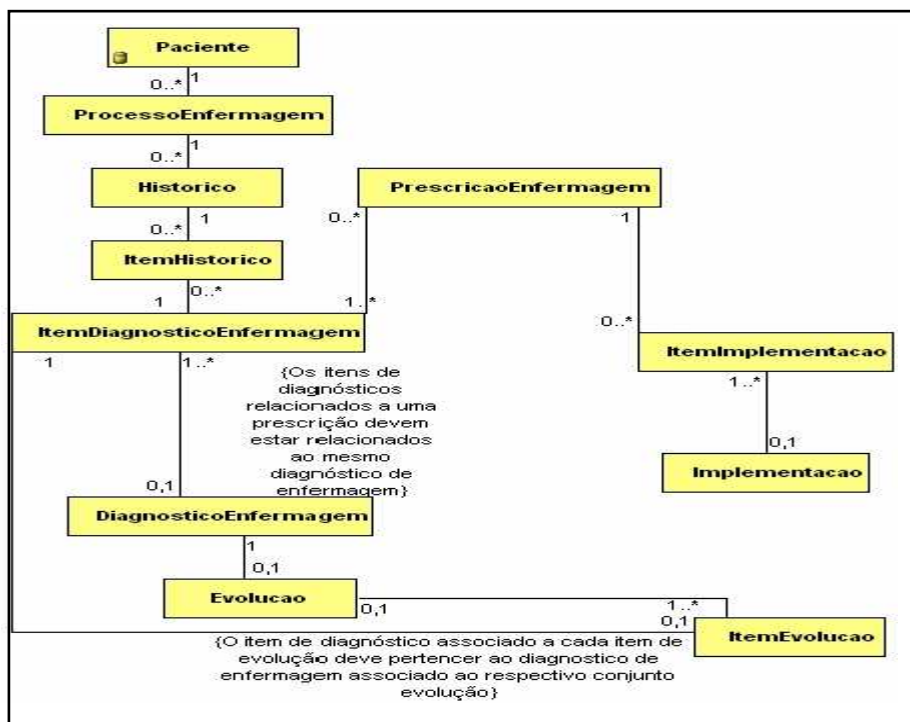 Paciente
1
0..*
ProcessoEnfermagem
1
0..*
Histórico
1
0..*
ItemHistorico
0..*
1
ItemDiagnosticoEnfermagem
1
1..*
PrescricaoEnfermagem
0..*
1
1..*
0..*
ItemImplementacao
1..*
0,1
Implementacao
{Os itens de
diagnósticos
relacionados a uma
prescrição devem
estar relacionados
ao mesmo
diagnóstico de
enfermagem}
0,1
DiagnosticoEnfermagem
1
0,1
Evolucao
0,1
1..*
0,1
ItemEvolucao
{O item de diagnóstico associado a cada item de
evolução deve pertencer ao diagnostico de
enfermagem associado ao respectivo conjunto
evolução}